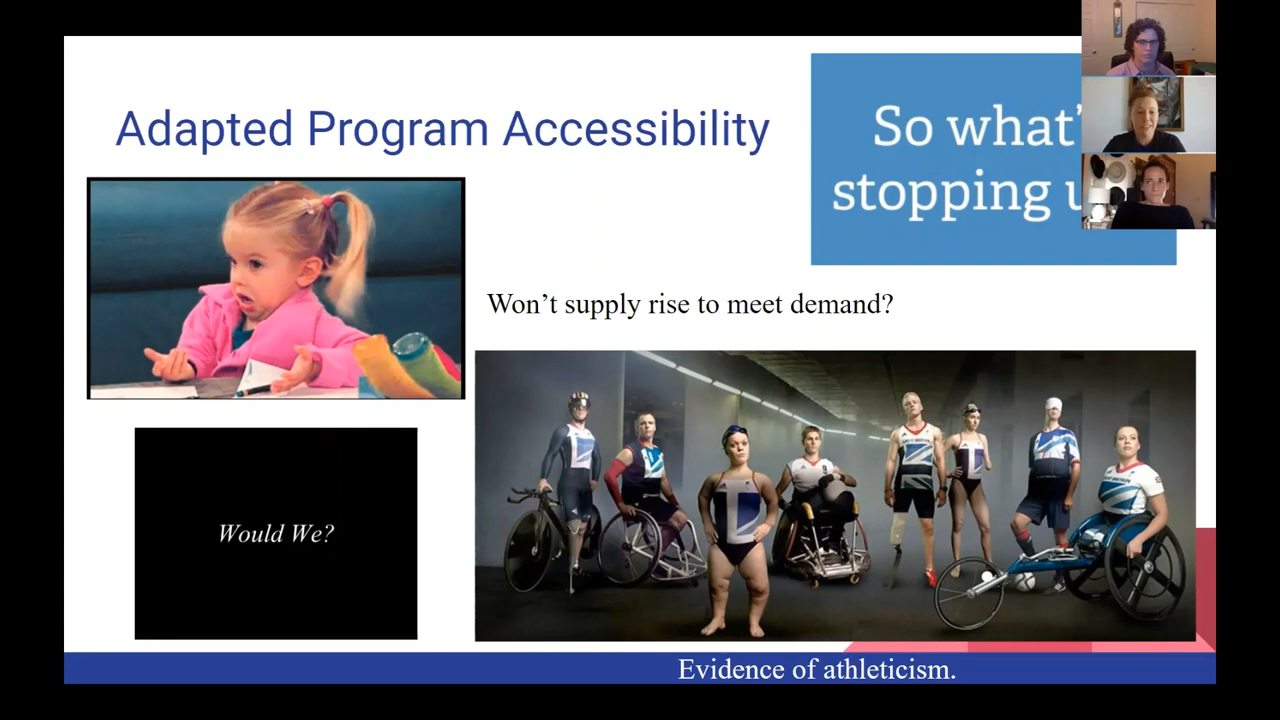 Adapted Program Accessibility
So what'
stopping u
Won't supply rise to meet demand?
Would We?
Evidence of athleticism.